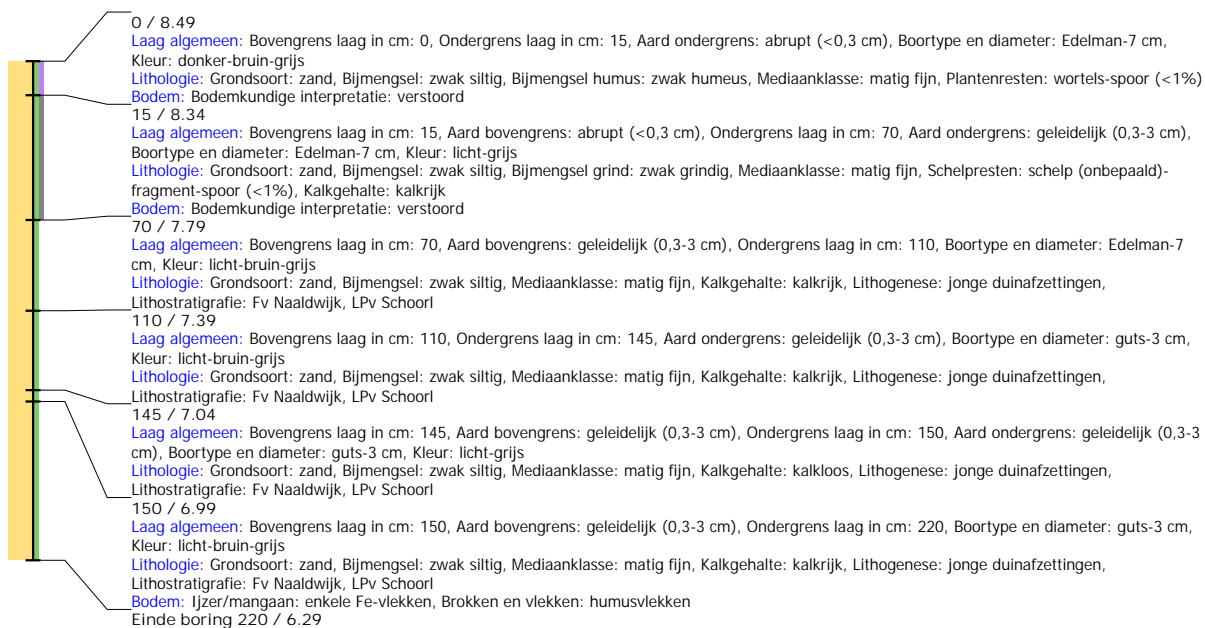 0 / 8.49
Laag algemeen: Bovengrens laag in cm: 0, Ondergrens laag in cm: 15, Aard ondergrens: abrupt (<0,3 cm), Boortype en diameter: Edelman-7 cm,
Kleur: donker-bruin-grijs
Lithologie: Grondsoort: zand, Bijmengsel: zwak siltig, Bijmengsel humus: zwak humeus, Mediaanklasse: matig fijn, Plantenresten: wortels-spoor (<1%)
Bodem: Bodemkundige interpretatie: verstoord
15 / 8.34
Laag algemeen: Bovengrens laag in cm: 15, Aard bovengrens: abrupt (<0,3 cm), Ondergrens laag in cm: 70, Aard ondergrens: geleidelijk (0,3-3 cm),
Boortype en diameter: Edelman-7 cm, Kleur: licht-grijs
Lithologie: Grondsoort: zand, Bijmengsel: zwak siltig, Bijmengsel grind: zwak grindig, Mediaanklasse: matig fijn, Schelpresten: schelp (onbepaald)-
fragment-spoor (<1%), Kalkgehalte: kalkrijk
Bodem: Bodemkundige interpretatie: verstoord
70 / 7.79
Laag algemeen: Bovengrens laag in cm: 70, Aard bovengrens: geleidelijk (0,3-3 cm), Ondergrens laag in cm: 110, Boortype en diameter: Edelman-7
cm, Kleur: licht-bruin-grijs
Lithologie: Grondsoort: zand, Bijmengsel: zwak siltig, Mediaanklasse: matig fijn, Kalkgehalte: kalkrijk, Lithogenese: jonge duinafzettingen,
Lithostratigrafie: Fv Naaldwijk, LPv Schoorl
110 / 7.39
Laag algemeen: Bovengrens laag in cm: 110, Ondergrens laag in cm: 145, Aard ondergrens: geleidelijk (0,3-3 cm), Boortype en diameter: guts-3 cm,
Kleur: licht-bruin-grijs
Lithologie: Grondsoort: zand, Bijmengsel: zwak siltig, Mediaanklasse: matig fijn, Kalkgehalte: kalkrijk, Lithogenese: jonge duinafzettingen,
Lithostratigrafie: Fv Naaldwijk, LPv Schoorl
145 / 7.04
Laag algemeen: Bovengrens laag in cm: 145, Aard bovengrens: geleidelijk (0,3-3 cm), Ondergrens laag in cm: 150, Aard ondergrens: geleidelijk (0,3-3
cm), Boortype en diameter: guts-3 cm, Kleur: licht-grijs
Lithologie: Grondsoort: zand, Bijmengsel: zwak siltig, Mediaanklasse: matig fijn, Kalkgehalte: kalkloos, Lithogenese: jonge duinafzettingen,
Lithostratigrafie: Fv Naaldwijk, LPv Schoorl
150 / 6.99
Laag algemeen: Bovengrens laag in cm: 150, Aard bovengrens: geleidelijk (0,3-3 cm), Ondergrens laag in cm: 220, Boortype en diameter: guts-3 cm,
Kleur: licht-bruin-grijs
Lithologie: Grondsoort: zand, Bijmengsel: zwak siltig, Mediaanklasse: matig fijn, Kalkgehalte: kalkrijk, Lithogenese: jonge duinafzettingen,
Lithostratigrafie: Fv Naaldwijk, LPv Schoorl
Bodem: Ijzer/mangaan: enkele Fe-vlekken, Brokken en vlekken: humusvlekken
Einde boring 220 / 6.29